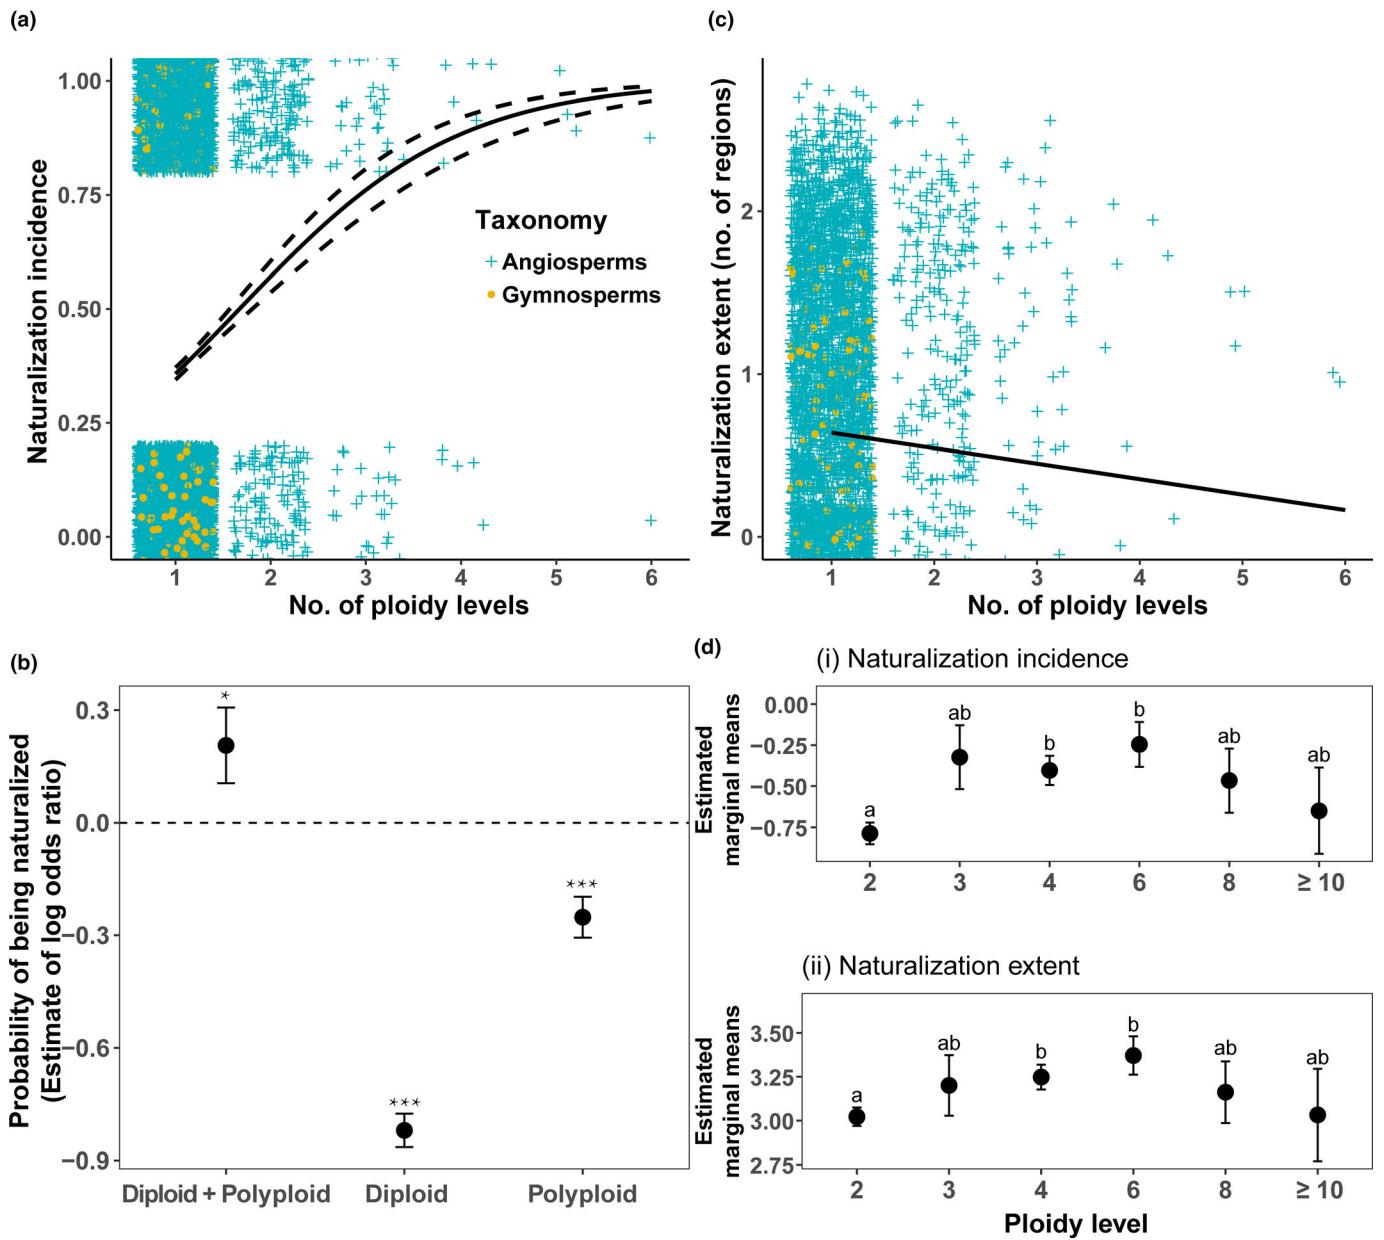 (a)
Naturalization incidence
1.00
0.75
0.50
0.25
0.00
Taxonomy
Angiosperms
Gymnosperms
1 2 3 4 5 6
No. of ploidy levels
(c)
Naturalization extent (no. of regions)
2
1
0
1 2 3 4 5 6
No. of ploidy levels
(b)
Probability of being naturalized
(Estimate of log odds ratio)
0.3
0.0
−0.3
−0.6
−0.9
*
***
***
Diploid + Polyploid Diploid Polyploid
(d)
(i) Naturalization incidence
Estimated
marginal means
0.00
−0.25
−0.50
−0.75
a ab b b ab ab
2 3 4 6 8 ≥ 10
(ii) Naturalization extent
Estimated
marginal means
3.50
3.25
3.00
2.75
a ab b b ab ab
2 3 4 6 8 ≥ 10
Ploidy level